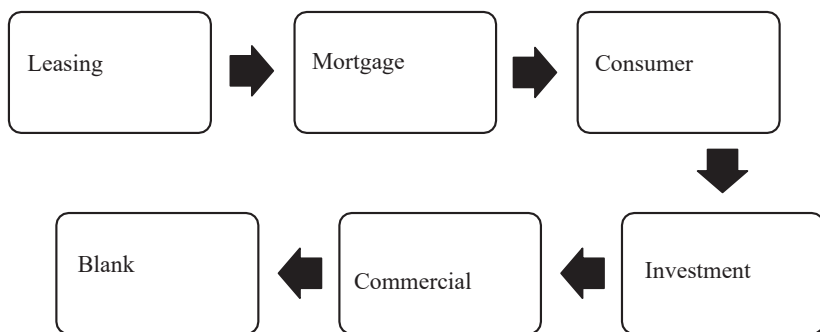 Leasing
Mortgage
Consumer
Investment
Commercial
Blank